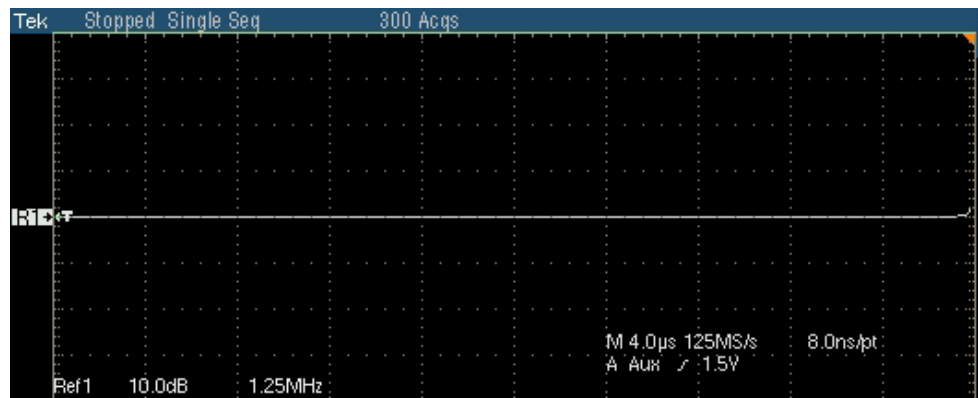 Tek Stopped Single Seq 300 Acqs
R1
T
M 4.0µs 125MS/s 8.0ns/pt
A Aux 1.5V
Ref1 10.0dB 1.25MHz